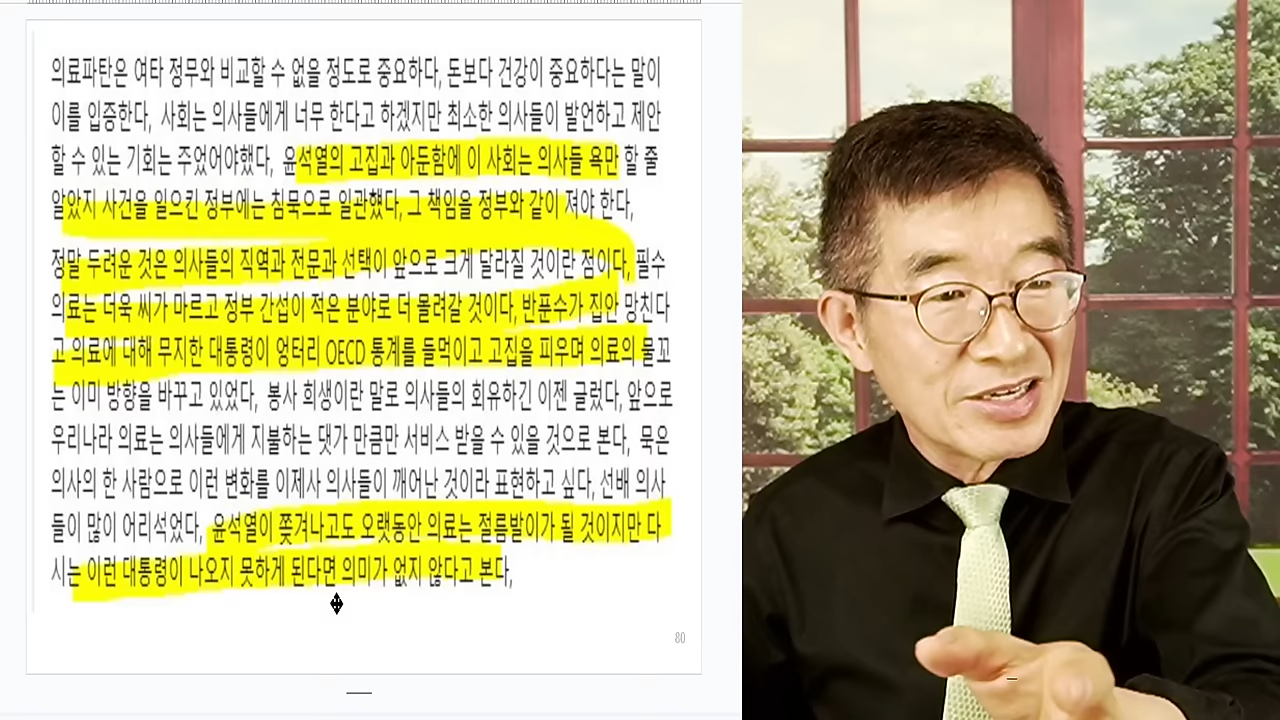 의료파탄은 여타 정무와 비교할 수 없을 정도로 중요하다, 돈보다 건강이 중요하다는 말이
이를 입증한다,  사회는 의사들에게 너무 한다고 하겠지만 최소한 의사들이 발언하고 제안
할 수 있는 기회는 주었어야했다,  윤석열의 고집과 아둔함에 이 사회는 의사들 욕만 할 줄
알았지 사건을 일으킨 정부에는 침묵으로 일관했다, 그 책임을 정부와 같이 져야 한다,
정말 두려운 것은 의사들의 직역과 전문과 선택이 앞으로 크게 달라질 것이란 점이다, 필수
의료는 더욱 씨가 마르고 정부 간섭이 적은 분야로 더 몰려갈 것이다, 반푼수가 집안 망친다
고 의료에 대해 무지한 대통령이 엉터리 OECD 통계를 들먹이고 고집을 피우며 의료의 물꼬
는 이미 방향을 바꾸고 있었다,  봉사 희생이란 말로 의사들의 회유하긴 이젠 글렀다, 앞으로
우리나라 의료는 의사들에게 지불하는 댓가 만큼만 서비스 받을 수 있을 것으로 본다,  묵은
의사의 한 사람으로 이런 변화를 이제사 의사들이 깨어난 것이라 표현하고 싶다, 선배 의사
들이 많이 어리석었다,  윤석열이 쫓겨나고도 오랫동안 의료는 절름발이가 될 것이지만 다
시는 이런 대통령이 나오지 못하게 된다면 의미가 없지 않다고 본다,
80